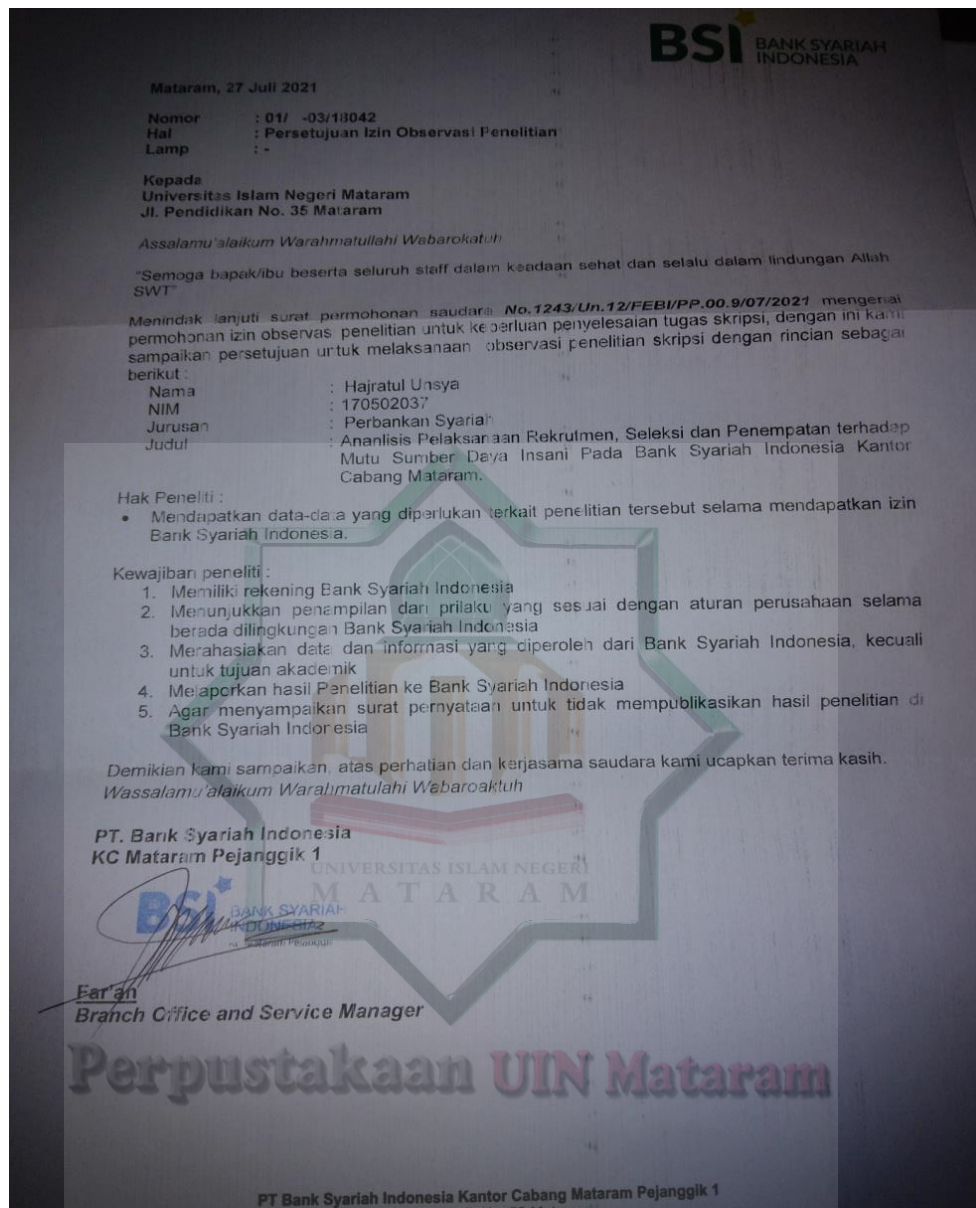 BSI BANK SYARIAH
INDONESIA
Mataram, 27 Juli 2021
Nomor : 01/ -03/18042
Hal : Persetujuan Izin Observasi Penelitian
Lamp : -
Kepada
Universitas Islam Negeri Mataram
Jl. Pendidikan No. 35 Mataram
Assalamu'alaikum Warahmatullahi Wabarokatuh
"Semoga bapak/ibu beserta seluruh staff dalam keadaan sehat dan selalu dalam lindungan Allah
SWT"
Menindak lanjuti surat permohonan saudara No.1243/Un.12/FEBI/PP.00.9/07/2021 mengenai
permohonan izin observas penelitian untuk keperluan penyelesaian tugas skripsi, dengan ini kami
sampaikan persetujuan untuk melaksanaan observasi penelitian skripsi dengan rincian sebagai
berikut :
Nama : Hajratul Unsya
NIM : 170502037
Jurusan : Perbankan Syariah
Judul : Ananlisis Pelaksanaan Rekrutmen, Seleksi dan Penempatan terhadap
Mutu Sumber Daya Insani Pada Bank Syariah Indonesia Kantor
Cabang Mataram.
Hak Peneliti :
• Mendapatkan data-data yang diperlukan terkait penelitian tersebut selama mendapatkan izin
Bank Syariah Indonesia.
Kewajiban peneliti :
1. Memiliki rekening Bank Syariah Indonesia
2. Menunjukkan penampilan dan prilaku yang sesuai dengan aturan perusahaan selama
berada dilingkungan Bank Syariah Indonesia
3. Merahasiakan data dan informasi yang diperoleh dari Bank Syariah Indonesia, kecuali
untuk tujuan akademik
4. Melaporkan hasil Penelitian ke Bank Syariah Indonesia
5. Agar menyampaikan surat pernyataan untuk tidak mempublikasikan hasil penelitian di
Bank Syariah Indonesia
Demikian kami sampaikan, atas perhatian dan kerjasama saudara kami ucapkan terima kasih.
Wassalamu'alaikum Warahmatulahi Wabaroaktuh
PT. Bank Syariah Indonesia
KC Mataram Pejanggik 1
UNIVERSITAS ISLAM NEGERI
MATARAM
BSI BANK SYARIAH
INDONESIA
Far'an
Branch Office and Service Manager
Perpustakaan UIN Mataram
PT Bank Syariah Indonesia Kantor Cabang Mataram Pejanggik 1